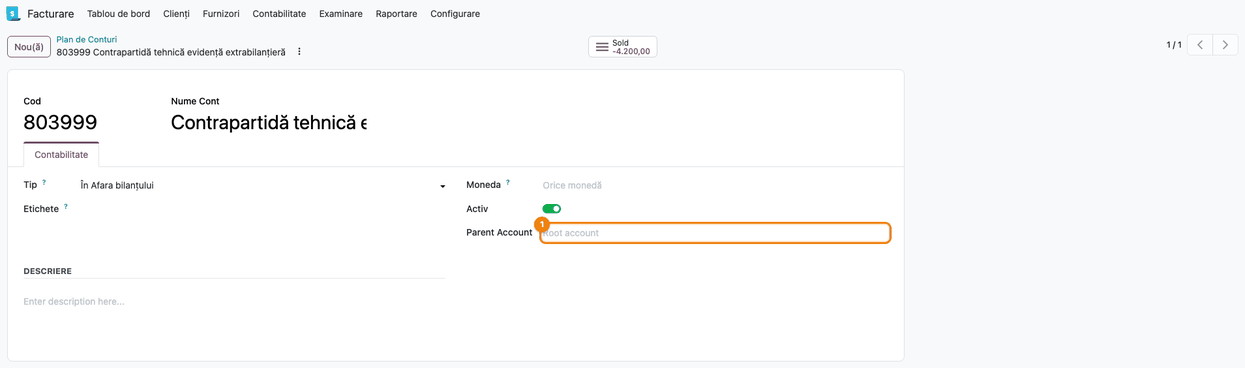 Facturare Tablou de bord Clienți Furnizori Contabilitate Examinare Raportare Configurare
Nou(ă) Plan de Conturi
803999 Contrapartidă tehnică evidență extrabilanțieră
Sold
-4.200,00
1 / 1
Cod Nume Cont
803999 Contrapartidă tehnică e
Contabilitate
Tip ? În Afara bilanțului Moneda ? Orice monedă
Etichete ? Activ
1
Parent Account oot account
DESCRIERE
Enter description here...